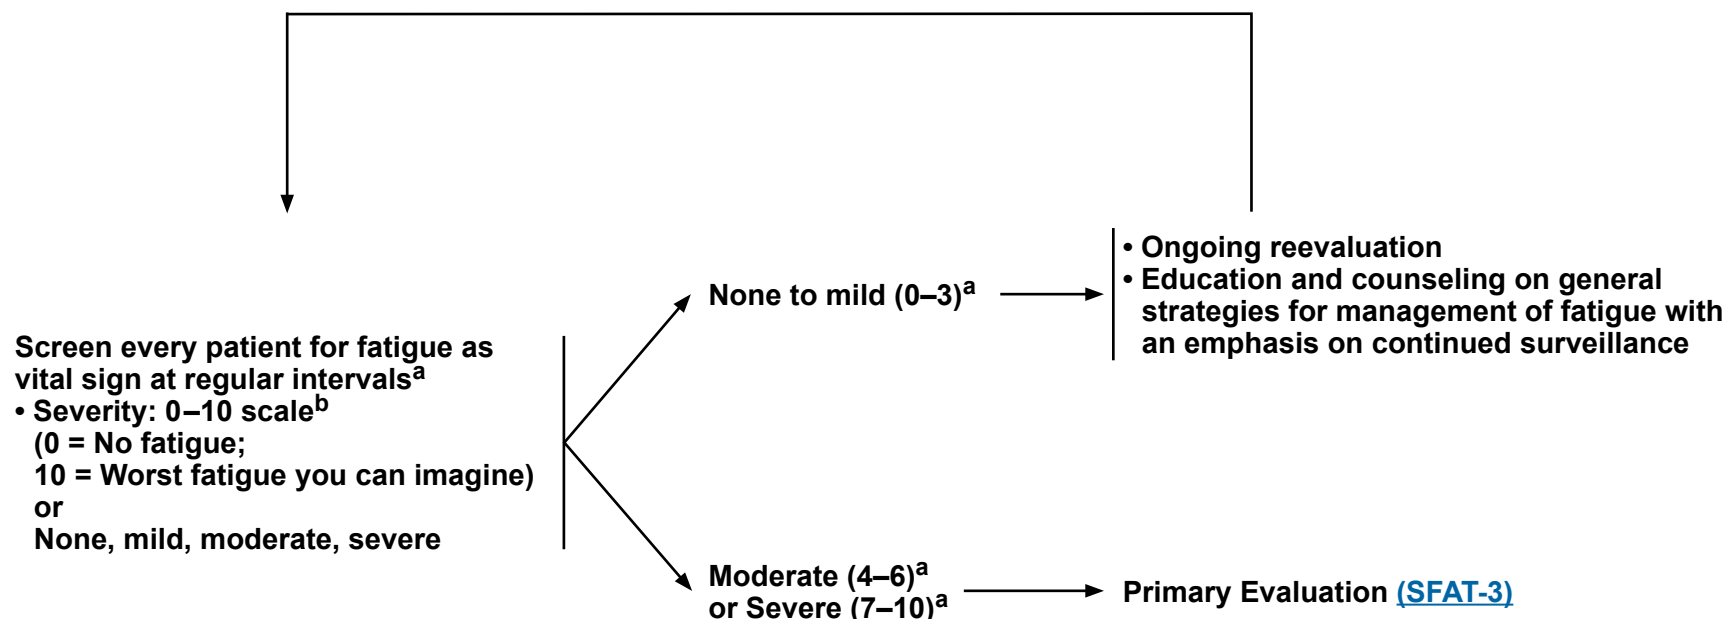 Screen every patient for fatigue as
vital sign at regular intervalsa
• Severity: 0–10 scaleb
(0 = No fatigue;
10 = Worst fatigue you can imagine)
or
None, mild, moderate, severe
None to mild (0–3)a
• Ongoing reevaluation
• Education and counseling on general
strategies for management of fatigue with
an emphasis on continued surveillance
Moderate (4–6)a
or Severe (7–10)a
Primary Evaluation (SFAT-3)